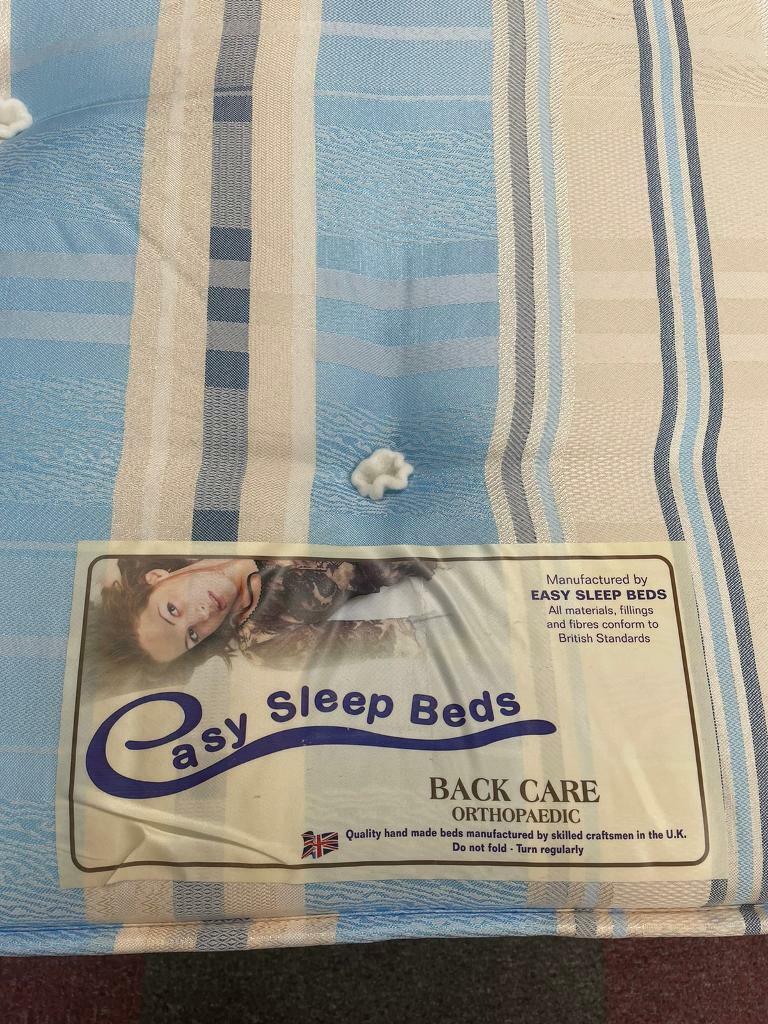 Manufactured by
EASY SLEEP BEDS
All materials, fillings
and fibres conform to
British Standards
easy Sleep Beds
BACK CARE
ORTHOPAEDIC
Quality hand made beds manufactured by skilled craftsmen in the U.K.
Do not fold - Turn regularly